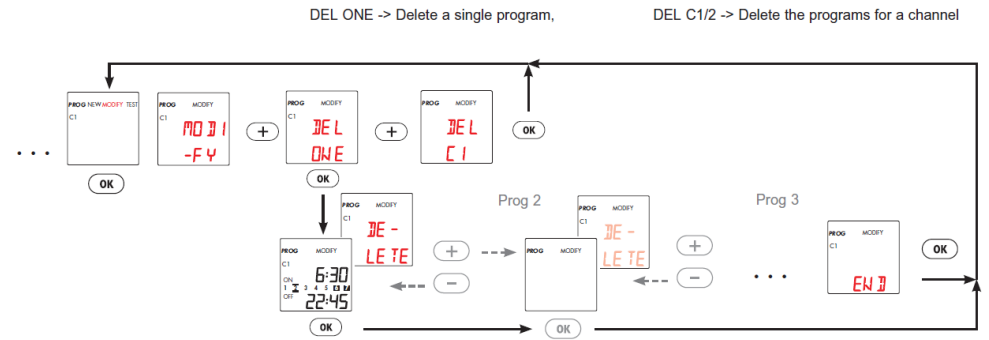 DEL ONE -> Delete a single program,
DEL C1/2 -> Delete the programs for a channel
PROG NEW MODIFY TEST
C1
OK
PROG MODIFY
C1
MODI
-FY
+
PROG MODIFY
C1
DEL
ONE
OK
+
PROG MODIFY
C1
DEL
C1
OK
PROG MODIFY
C1
DE-
LETE
PROG MODIFY
C1
ON 6:30
1 2 3 4 5 6 7
OFF 22:45
OK
+
-
Prog 2
PROG MODIFY
C1
DE-
LETE
PROG MODIFY
OK
+
-
Prog 3
PROG MODIFY
C1
END
OK